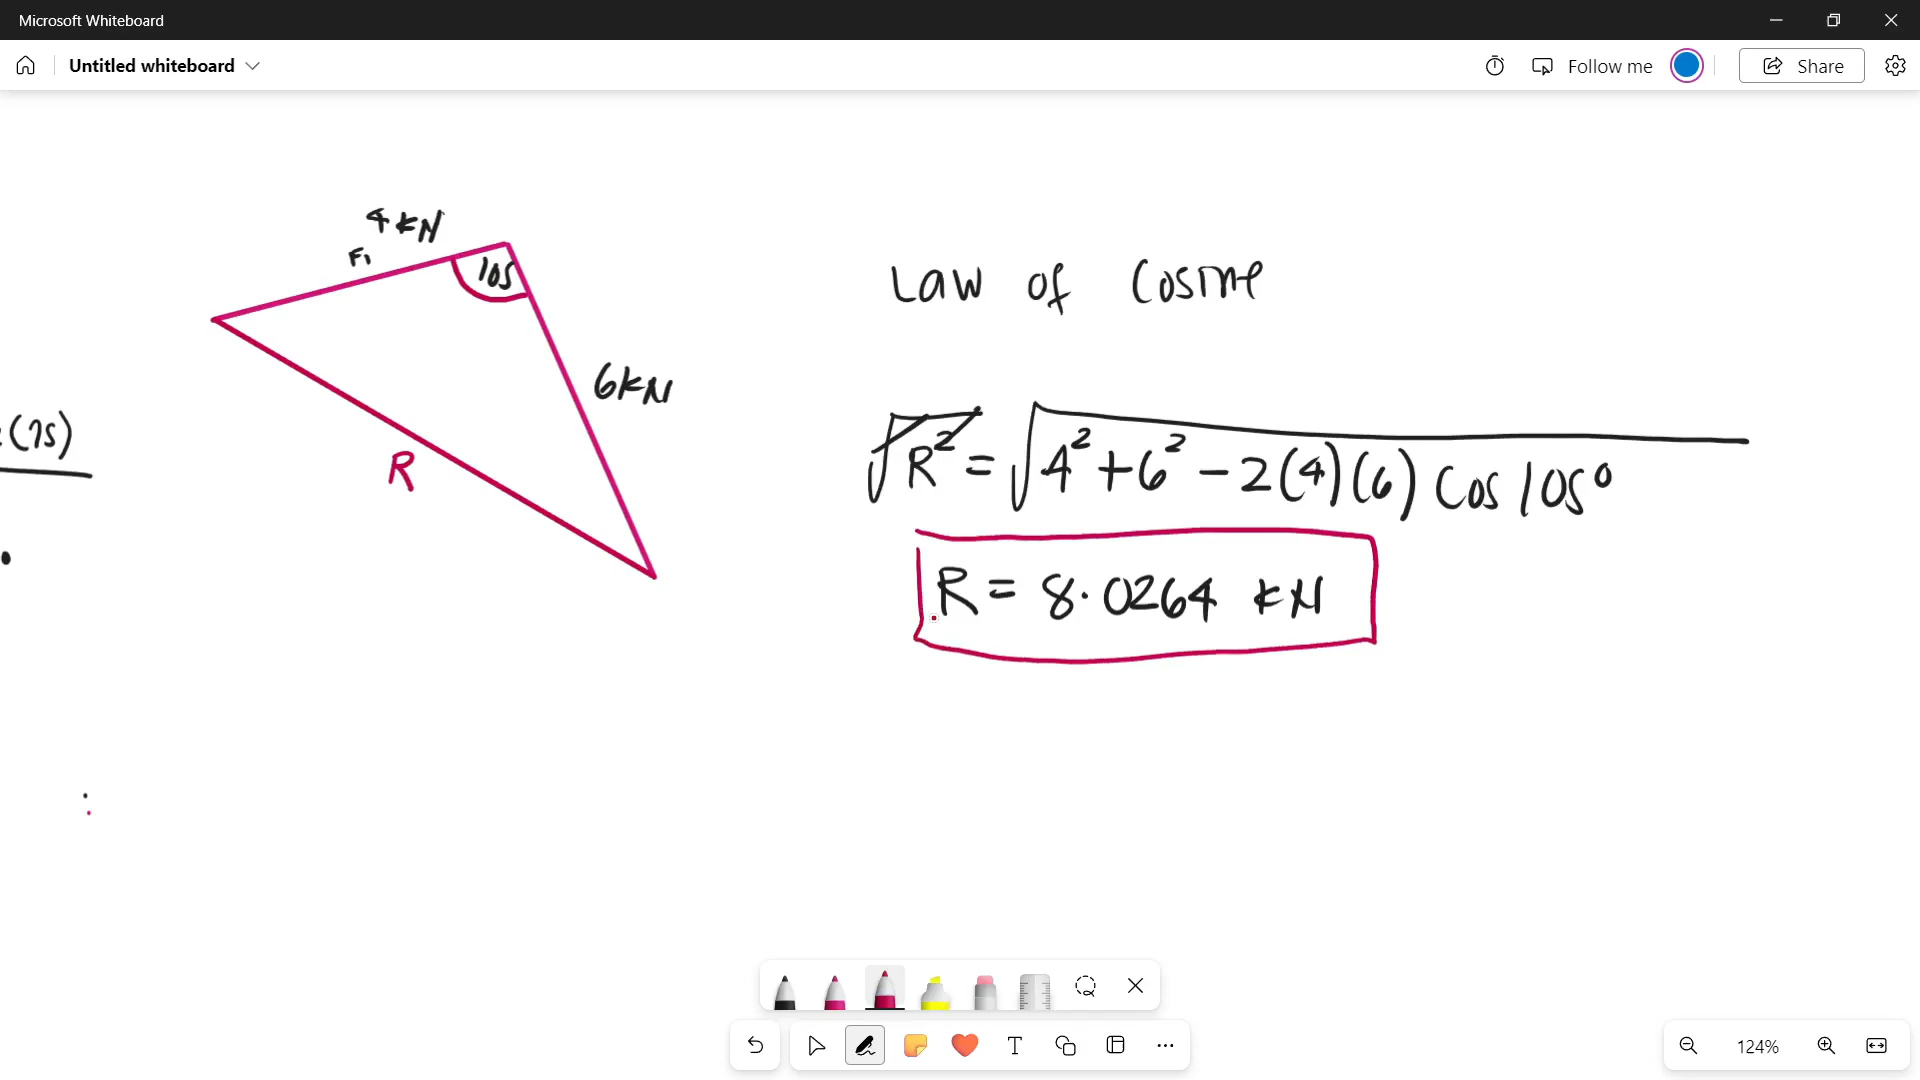 Microsoft Whiteboard
Untitled whiteboard
Follow me
Share
4 kN
F1
105
6kN
R
(75)
Law of Cosine
√R² = √4² + 6² - 2(4)(6) Cos 105°
R = 8.0264 kN
124%